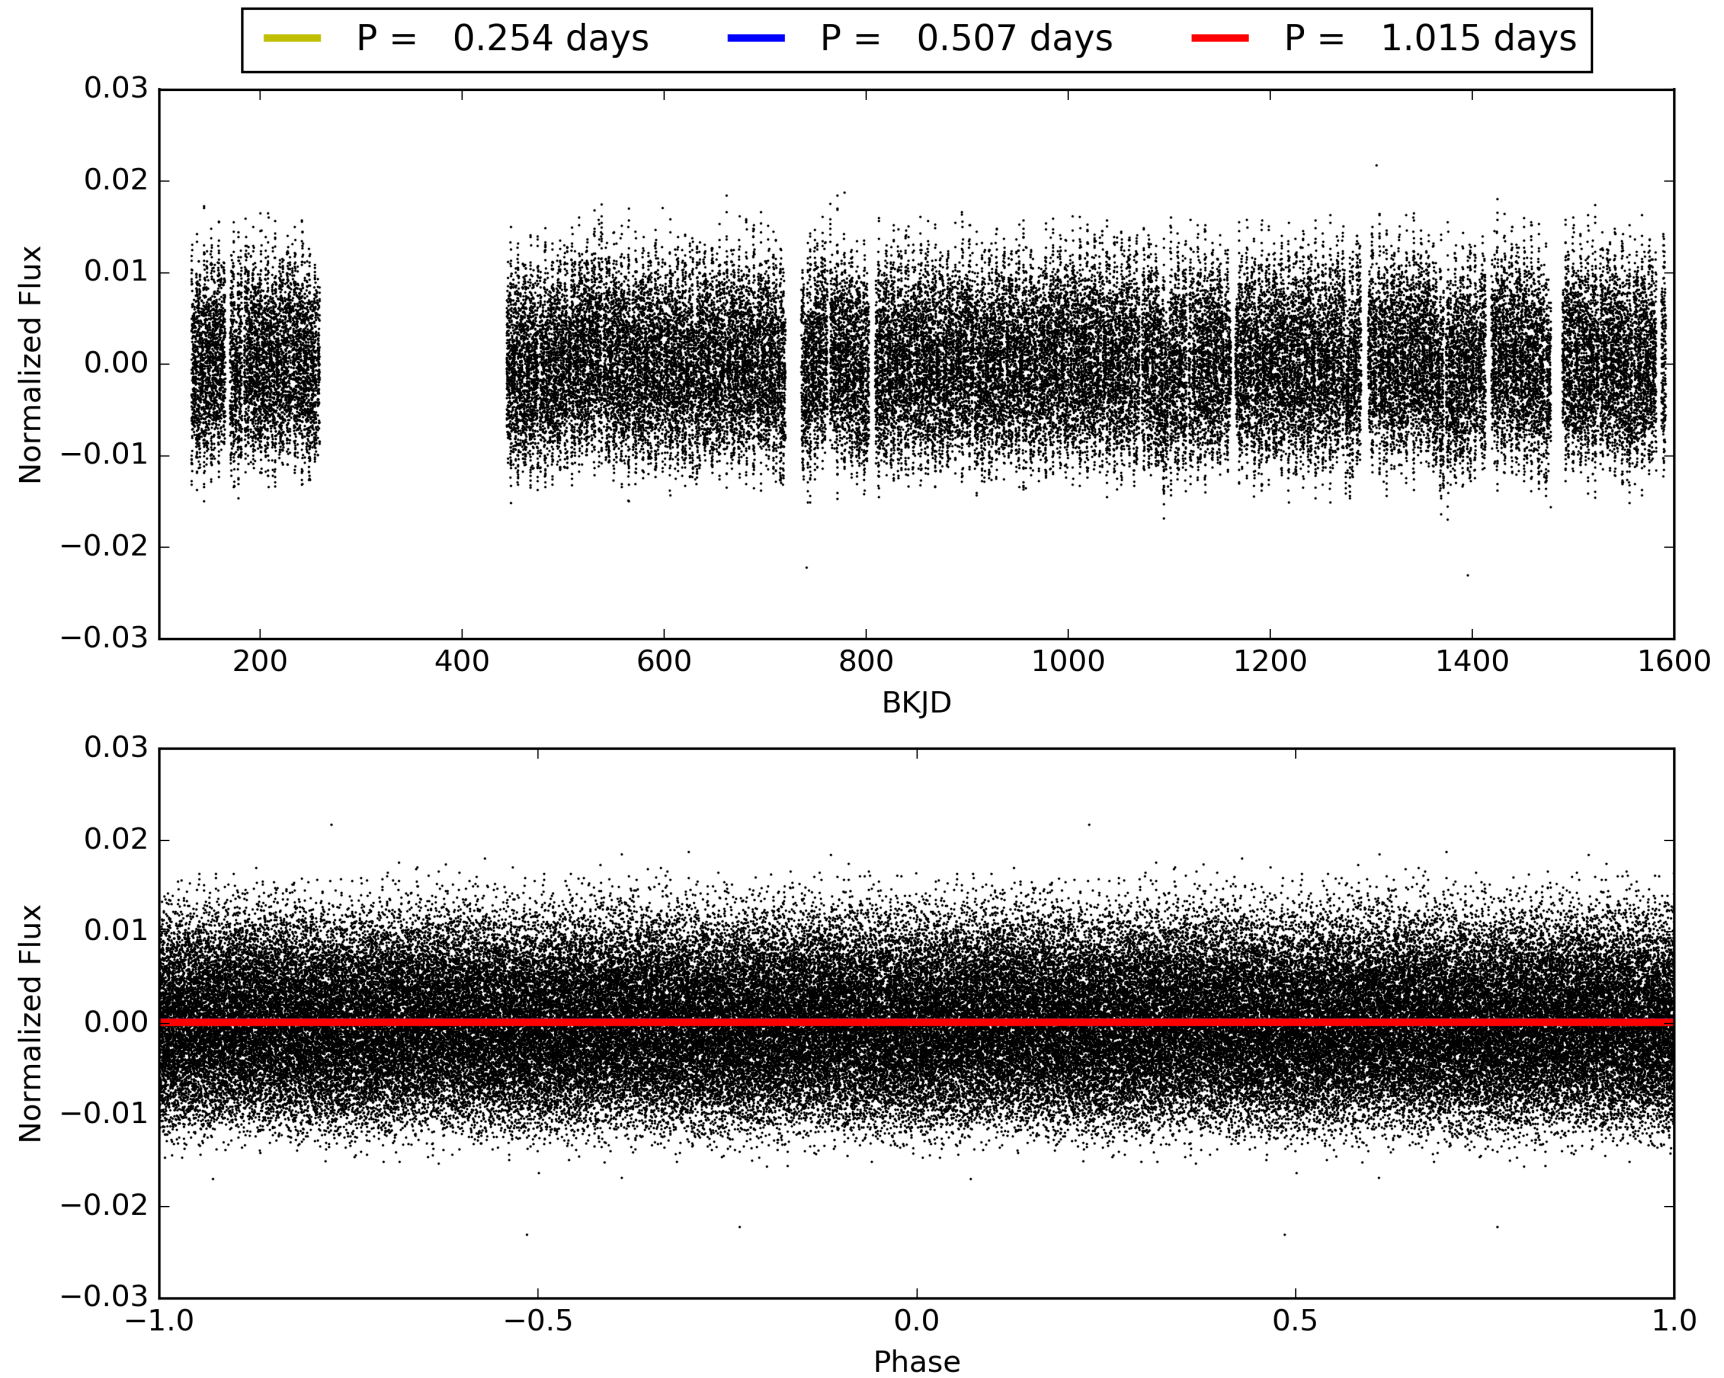 P = 0.254 days P = 0.507 days P = 1.015 days
0.03
0.02
0.01
0.00
−0.01
−0.02
−0.03
Normalized Flux
200 400 600 800 1000 1200 1400 1600
BKJD
0.03
0.02
0.01
0.00
−0.01
−0.02
−0.03
Normalized Flux
−1.0 −0.5 0.0 0.5 1.0
Phase